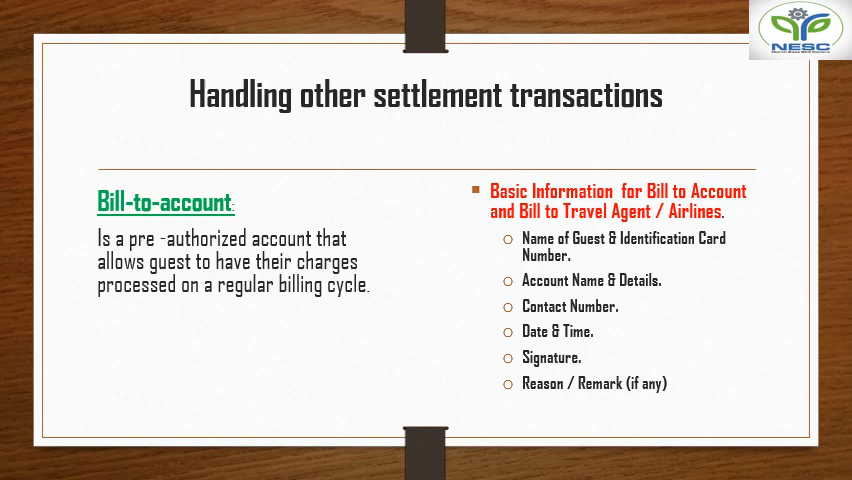 NESC
Handling other settlement transactions
Bill-to-account:
Is a pre -authorized account that
allows guest to have their charges
processed on a regular billing cycle.
Basic Information for Bill to Account
and Bill to Travel Agent / Airlines.
Name of Guest & Identification Card
Number.
Account Name & Details.
Contact Number.
Date & Time.
Signature.
Reason / Remark (if any)